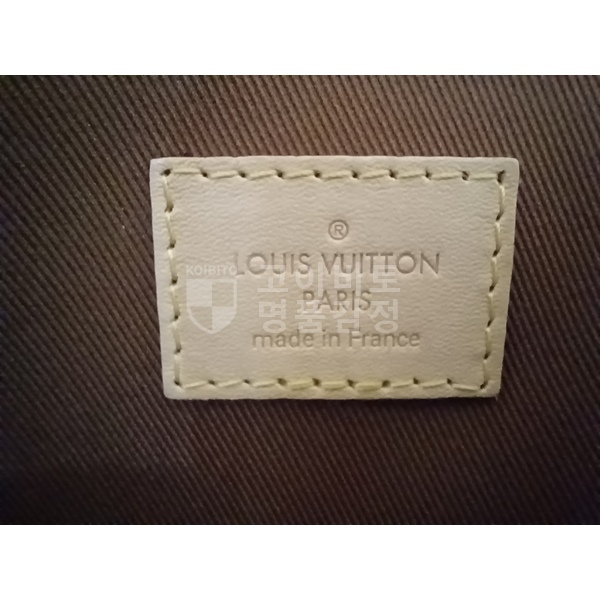 ®
LOUIS VUITTON
PARIS
made in France
KOIBITO
코이비토
명품감정